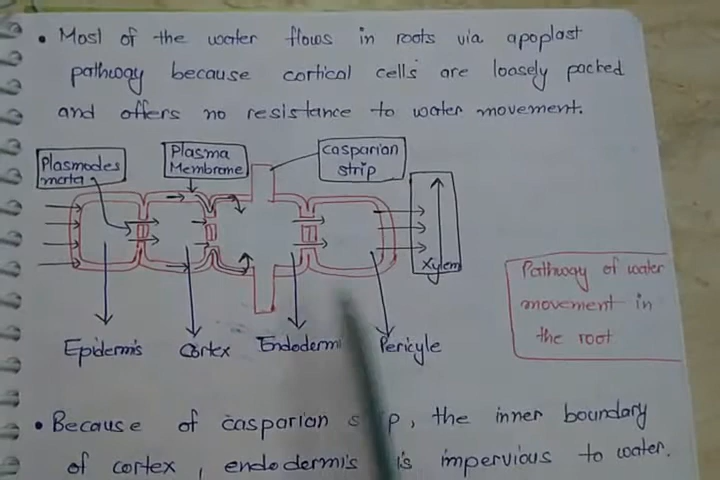 • Most of the water flows in roots via apoplast
pathway because cortical cells are loosely packed
and offers no resistance to water movement.
Plasmodes
mata
Plasma
Membrane
casparian
strip
Xylem
Epidermis
Cortex
Endodermi
Pericyle
Pathway of water
movement in
the root
• Because of casparian , the inner boundary
of cortex , endodermis is impervious to water.